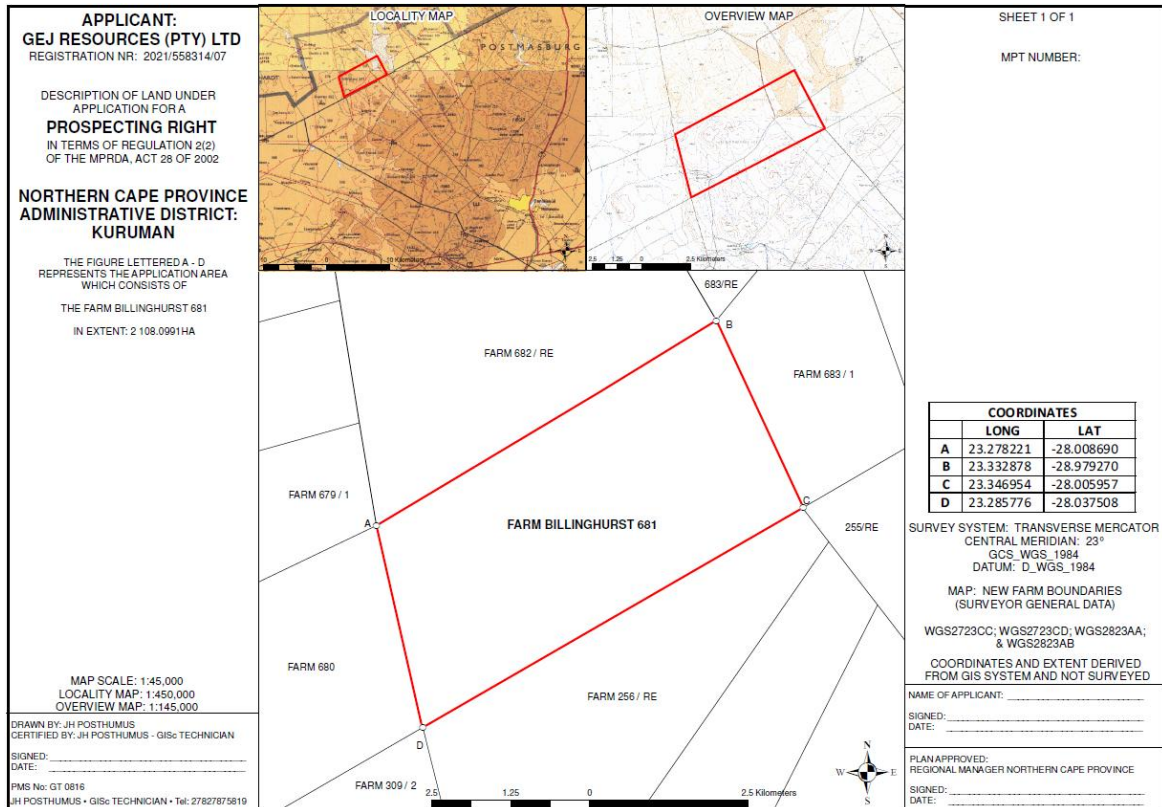 APPLICANT:
GEJ RESOURCES (PTY) LTD
REGISTRATION NR: 2021/558314/07
DESCRIPTION OF LAND UNDER
APPLICATION FOR A
PROSPECTING RIGHT
IN TERMS OF REGULATION 2(2)
OF THE MPRDA, ACT 28 OF 2002
NORTHERN CAPE PROVINCE
ADMINISTRATIVE DISTRICT:
KURUMAN
THE FIGURE LETTERED A - D
REPRESENTS THE APPLICATION AREA
WHICH CONSISTS OF
THE FARM BILLINGHURST 681
IN EXTENT: 2 108.0991HA
MAP SCALE: 1:45,000
LOCALITY MAP: 1:450,000
OVERVIEW MAP: 1:145,000
DRAWN BY: JH POSTHUMUS
CERTIFIED BY: JH POSTHUMUS - GISc TECHNICIAN
SIGNED:
DATE:
PMS No: GT 0816
JH POSTHUMUS • GISc TECHNICIAN • Tel: 27827875819
LOCALITY MAP
POSTMASBURG
10 5 0 10 Kilometers
OVERVIEW MAP
2.5 1.25 0 2.5 Kilometers
683/RE
B
FARM 682 / RE
FARM 683 / 1
FARM 679 / 1
A
FARM BILLINGHURST 681
C
255/RE
FARM 680
FARM 256 / RE
D
FARM 309 / 2
N
W E
S
2.5 1.25 0 2.5 Kilometers
SHEET 1 OF 1
MPT NUMBER:
COORDINATES
LONG LAT
A 23.278221 -28.008690
B 23.332878 -28.979270
C 23.346954 -28.005957
D 23.285776 -28.037508
SURVEY SYSTEM: TRANSVERSE MERCATOR
CENTRAL MERIDIAN: 23°
GCS_WGS_1984
DATUM: D_WGS_1984
MAP: NEW FARM BOUNDARIES
(SURVEYOR GENERAL DATA)
WGS2723CC; WGS2723CD; WGS2823AA;
& WGS2823AB
COORDINATES AND EXTENT DERIVED
FROM GIS SYSTEM AND NOT SURVEYED
NAME OF APPLICANT:
SIGNED:
DATE:
PLAN APPROVED:
REGIONAL MANAGER NORTHERN CAPE PROVINCE
SIGNED:
DATE: